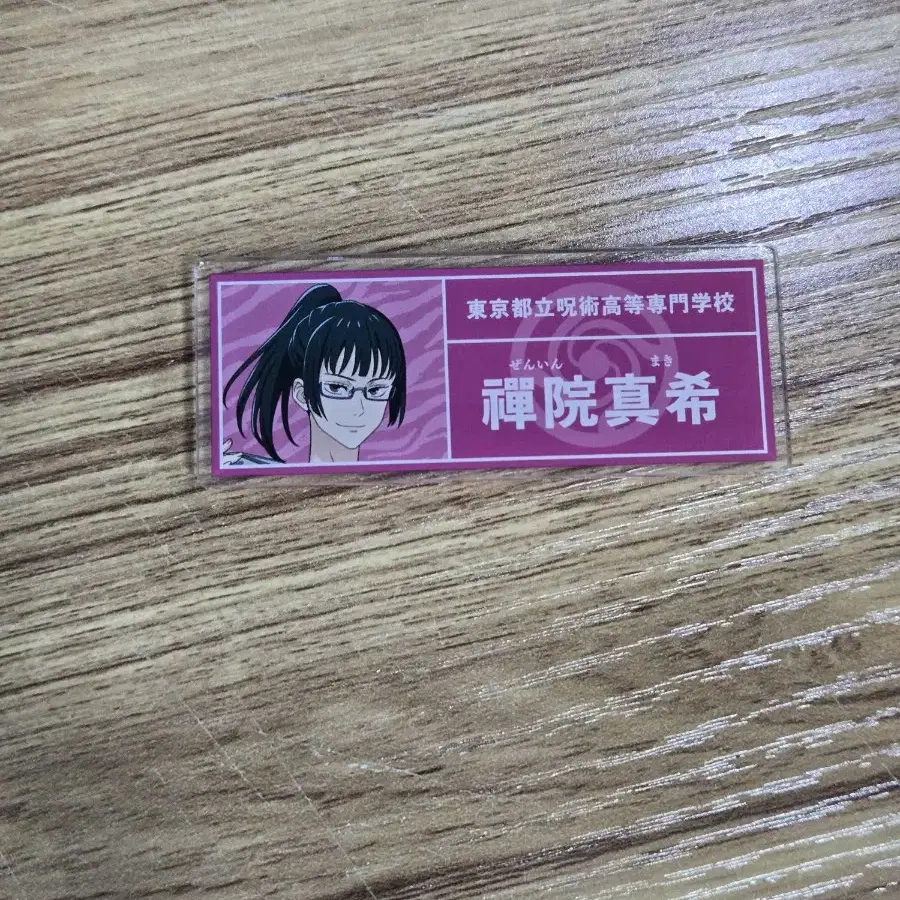 東京都立呪術高等専門学校
ぜんいん まき
禪院真希